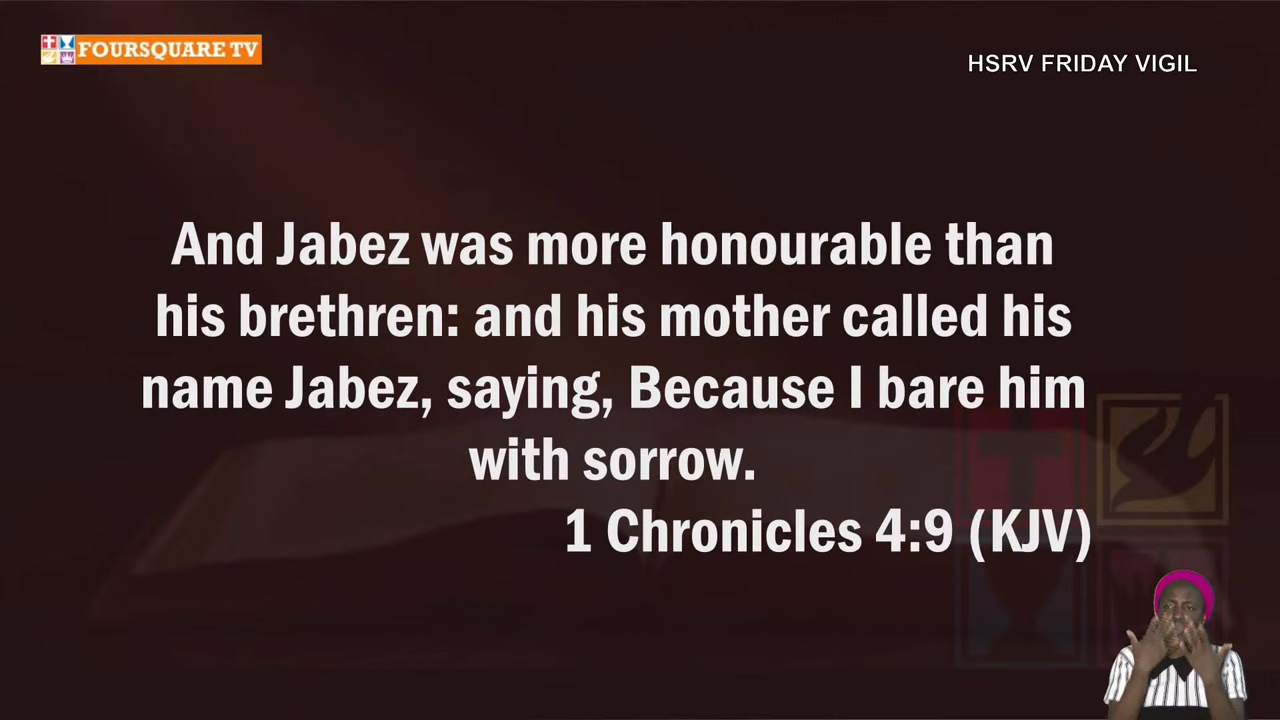 FOURSQUARE TV
HSRV FRIDAY VIGIL
And Jabez was more honourable than
his brethren: and his mother called his
name Jabez, saying, Because I bare him
with sorrow.
1 Chronicles 4:9 (KJV)